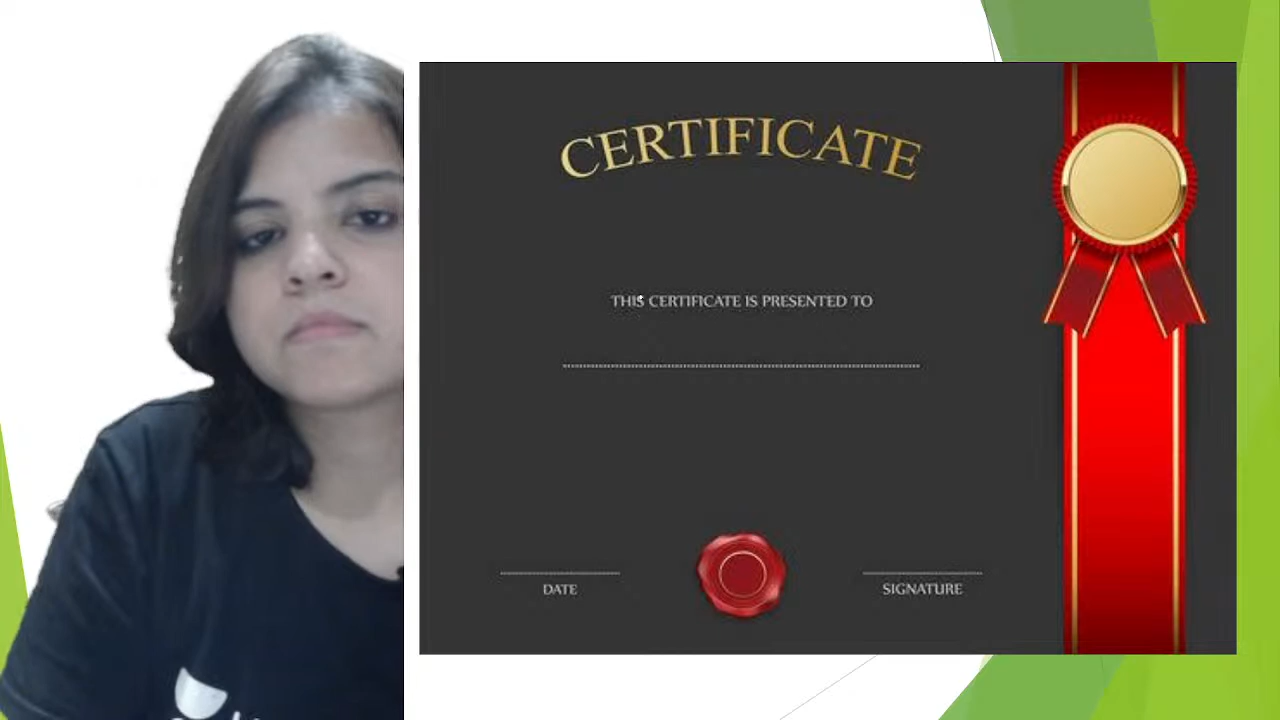 CERTIFICATE
THIS CERTIFICATE IS PRESENTED TO
DATE
SIGNATURE